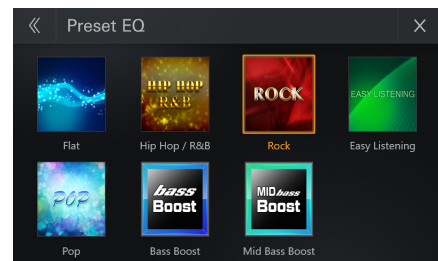 Preset EQ
HIP HOP
R&B
ROCK
EASY LISTENING
Flat
Hip Hop / R&B
Rock
Easy Listening
POP
bass
Boost
MID bass
Boost
Pop
Bass Boost
Mid Bass Boost